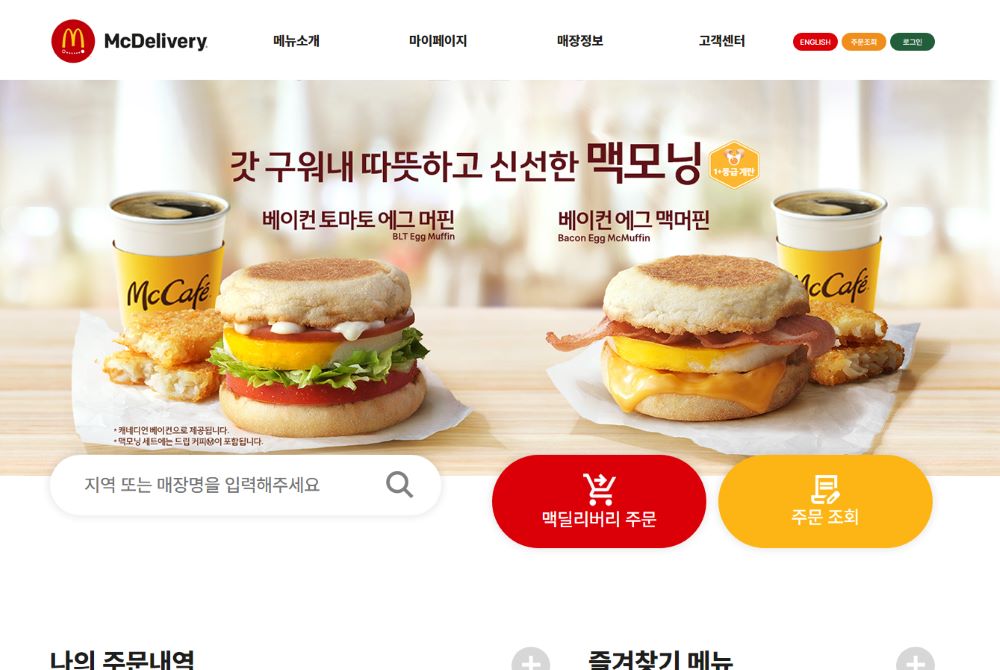 McDelivery
메뉴소개
마이페이지
매장정보
고객센터
ENGLISH
주문조회
로그인
갓 구워내 따뜻하고 신선한 맥모닝
1+등급 계란
베이컨 토마토 에그 머핀
BLT Egg Muffin
베이컨 에그 맥머핀
Bacon Egg McMuffin
McCafé
McCafé
* 캐네디언 베이컨으로 제공됩니다.
* 맥모닝 세트에는 드립 커피M이 포함됩니다.
지역 또는 매장명을 입력해주세요
맥딜리버리 주문
주문 조회
나의 주문내역
즐겨찾기 메뉴